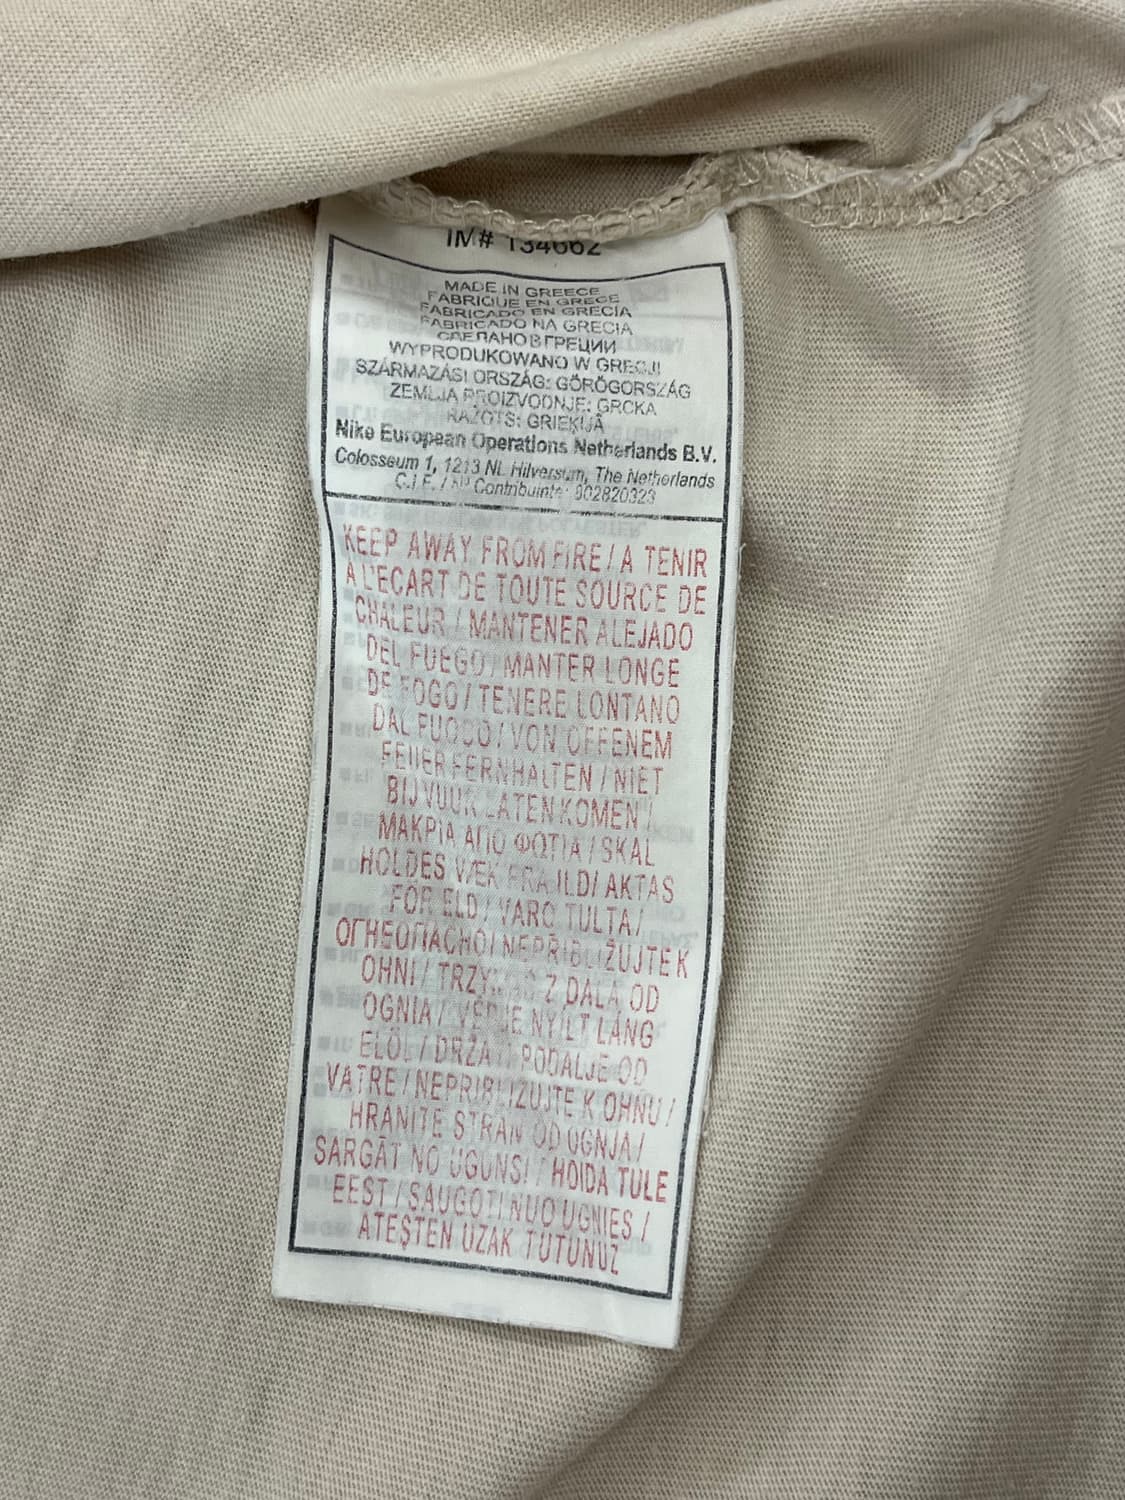 IM# 134662
MADE IN GREECE
FABRIQUE EN GRECE
FABRICADO EN GRECIA
FABRICADO NA GRECIA
СДЕЛАНО В ГРЕЦИИ
WYPRODUKOWANO W GRECJI
SZÁRMAZÁSI ORSZÁG: GÖRÖGORSZÁG
ZEMLJA PROIZVODNJE: GRCKA
RAŽOTS: GRIEĶIJĀ
Nike European Operations Netherlands B.V.
Colosseum 1, 1213 NL Hilversum, The Netherlands
C.I.F. / Nº Contribuinte: 902820323
KEEP AWAY FROM FIRE / A TENIR
A L'ECART DE TOUTE SOURCE DE
CHALEUR / MANTENER ALEJADO
DEL FUEGO / MANTER LONGE
DE FOGO / TENERE LONTANO
DAL FUOCO / VON OFFENEM
FEUER FERNHALTEN / NIET
BIJ VUUR LATEN KOMEN /
ΜΑΚΡΙΑ ΑΠΟ ΦΩΤΙΑ / SKAL
HOLDES VÆK FRA ILD / AKTAS
FÖR ELD / VARO TULTA /
ОГНЕОПАСНО / NEPŘIBLIŽUJTE K
OHNI / TRZYMAĆ Z DALA OD
OGNIA / VÉDJE NYÍLT LÁNG
ELÖL / DRŽATI PODALJE OD
VATRE / NEPRIBLIŽUJTE K OHŇU /
HRANITE STRAN OD OGNJA /
SARGĀT NO UGUNS! / HOIDA TULE
EEST / SAUGOTI NUO UGNIES /
ATEŞTEN UZAK TUTUNUZ